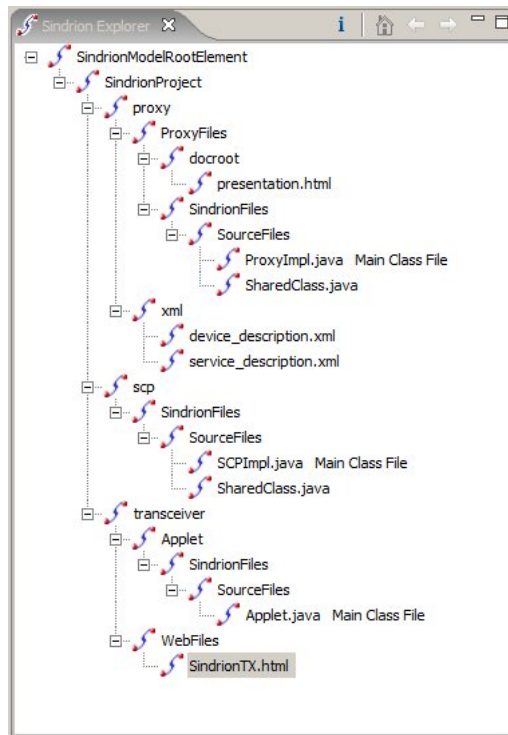 Sindrion Explorer
SindrionModelRootElement
SindrionProject
proxy
ProxyFiles
docroot
presentation.html
SindrionFiles
SourceFiles
ProxyImpl.java Main Class File
SharedClass.java
xml
device_description.xml
service_description.xml
scp
SindrionFiles
SourceFiles
SCPImpl.java Main Class File
SharedClass.java
transceiver
Applet
SindrionFiles
SourceFiles
Applet.java Main Class File
WebFiles
SindrionTX.html